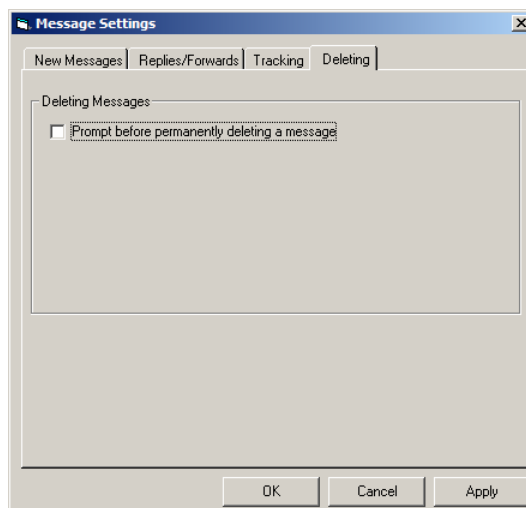 Message Settings
New Messages Replies/Forwards Tracking Deleting
Deleting Messages
Prompt before permanently deleting a message
OK Cancel Apply